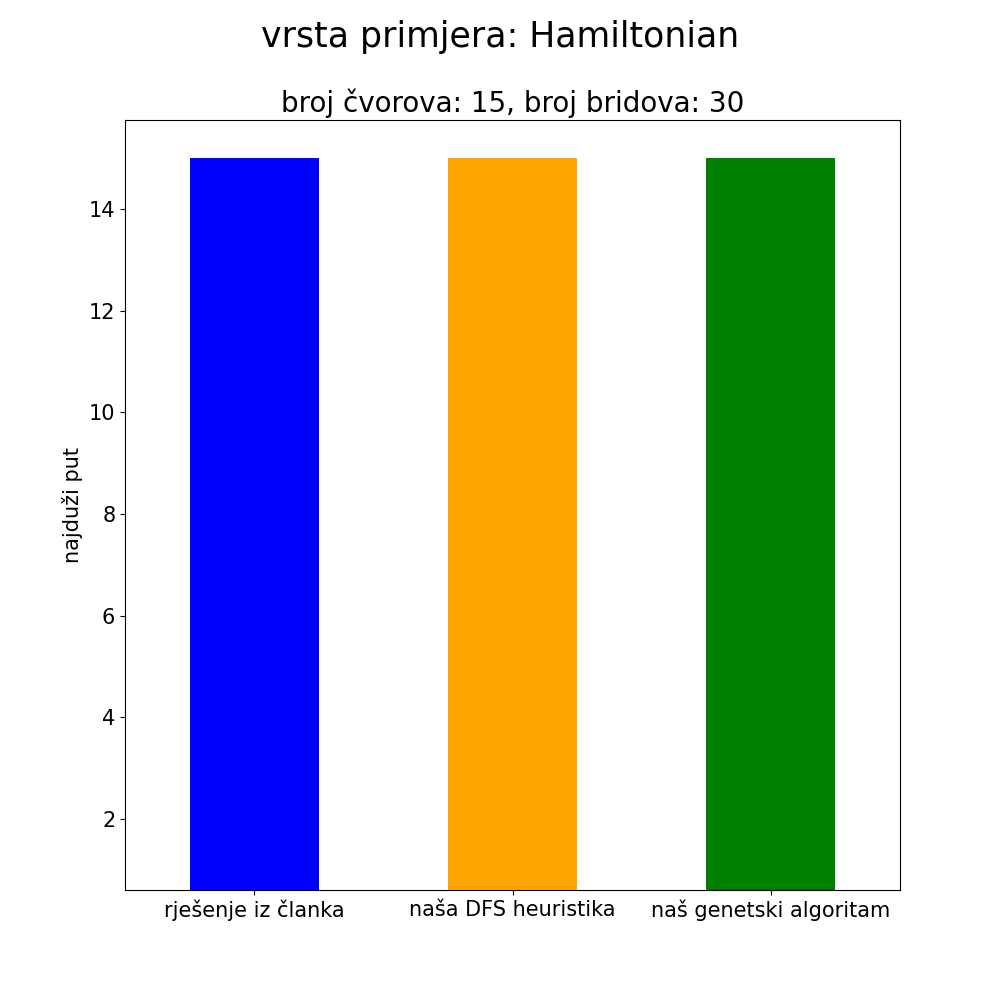 vrsta primjera: Hamiltonian
broj čvorova: 15, broj bridova: 30
najduži put
14
12
10
8
6
4
2
rješenje iz članka
naša DFS heuristika
naš genetski algoritam